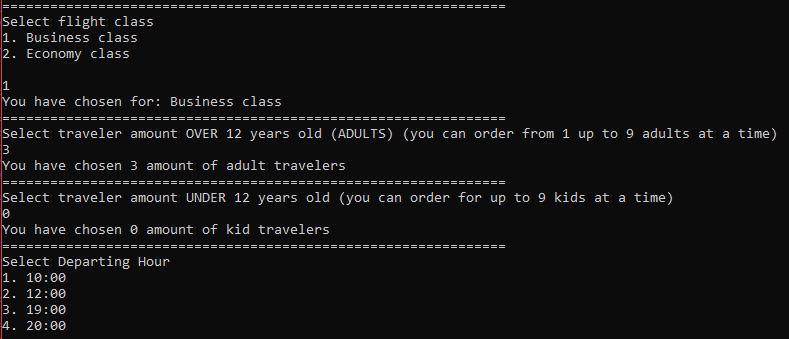 ===============================================================
Select flight class
1. Business class
2. Economy class
1
You have chosen for: Business class
===============================================================
Select traveler amount OVER 12 years old (ADULTS) (you can order from 1 up to 9 adults at a time)
3
You have chosen 3 amount of adult travelers
===============================================================
Select traveler amount UNDER 12 years old (you can order for up to 9 kids at a time)
0
You have chosen 0 amount of kid travelers
===============================================================
Select Departing Hour
1. 10:00
2. 12:00
3. 19:00
4. 20:00